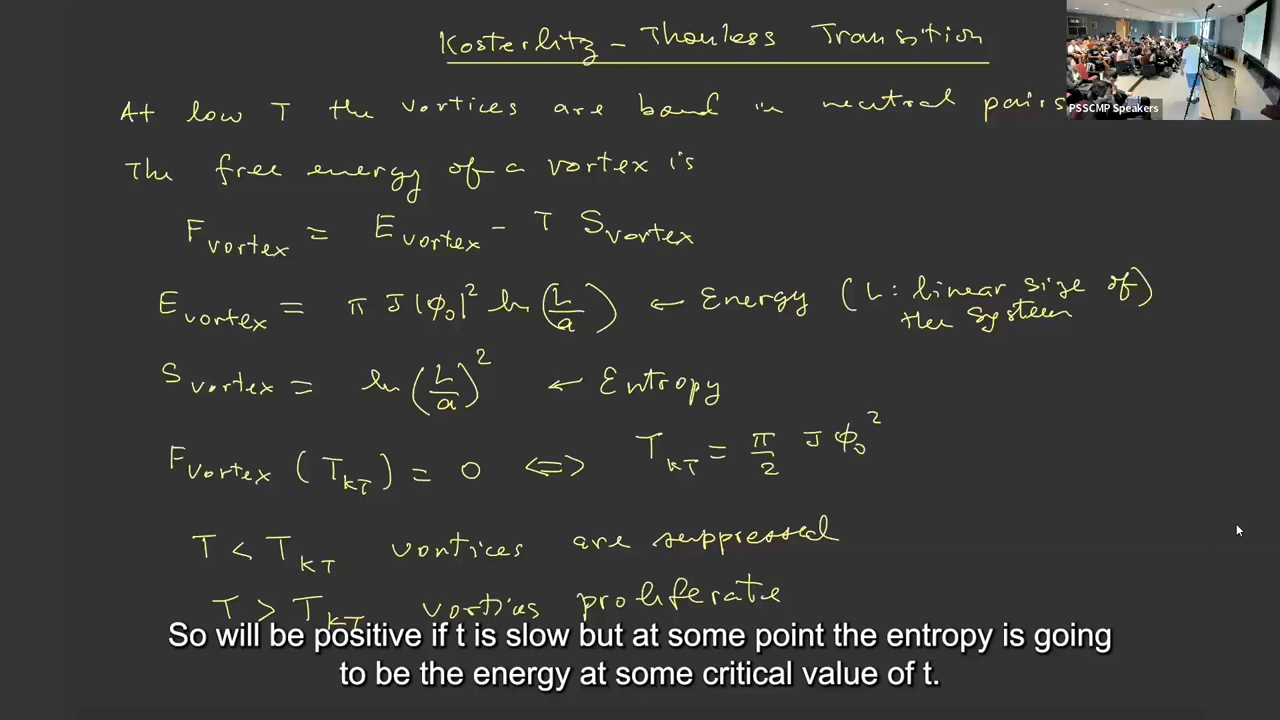 Kosterlitz – Thouless Transition
PSSCMP Speakers
At low T the vortices are bound in neutral pairs
The free energy of a vortex is
F_vortex = E_vortex - T S_vortex
E_vortex = π J |ϕ₀|² ln (L/a) ← Energy (L: linear size of the system)
S_vortex = ln (L/a)² ← Entropy
F_vortex (T_KT) = 0 ⇔ T_KT = π/2 J ϕ₀²
T < T_KT vortices are suppressed
T > T_KT vortices proliferate
So will be positive if t is slow but at some point the entropy is going
to be the energy at some critical value of t.